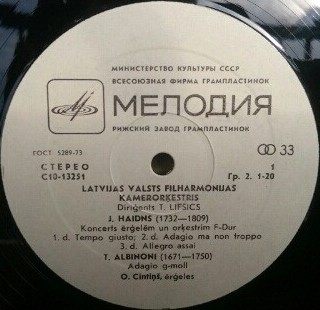 МИНИСТЕРСТВО КУЛЬТУРЫ СССР
ВСЕСОЮЗНАЯ ФИРМА ГРАМПЛАСТИНОК
МЕЛОДИЯ
РИЖСКИЙ ЗАВОД ГРАМПЛАСТИНОК
ГОСТ 5289-73
СТЕРЕО
33
С10-13251
1
Гр. 2. 1-20
LATVIJAS VALSTS FILHARMONIJAS
KAMERORĶESTRIS
Diriģents T. LIFŠICS
J. HAIDNS (1732—1809)
Koncerts ērģelēm un orķestrim F-Dur
1. d. Tempo giusto; 2. d. Adagio ma non troppo
3. d. Allegro assai
T. ALBINONI (1671—1750)
Adagio g-moll
O. Cintiņš, ērģeles